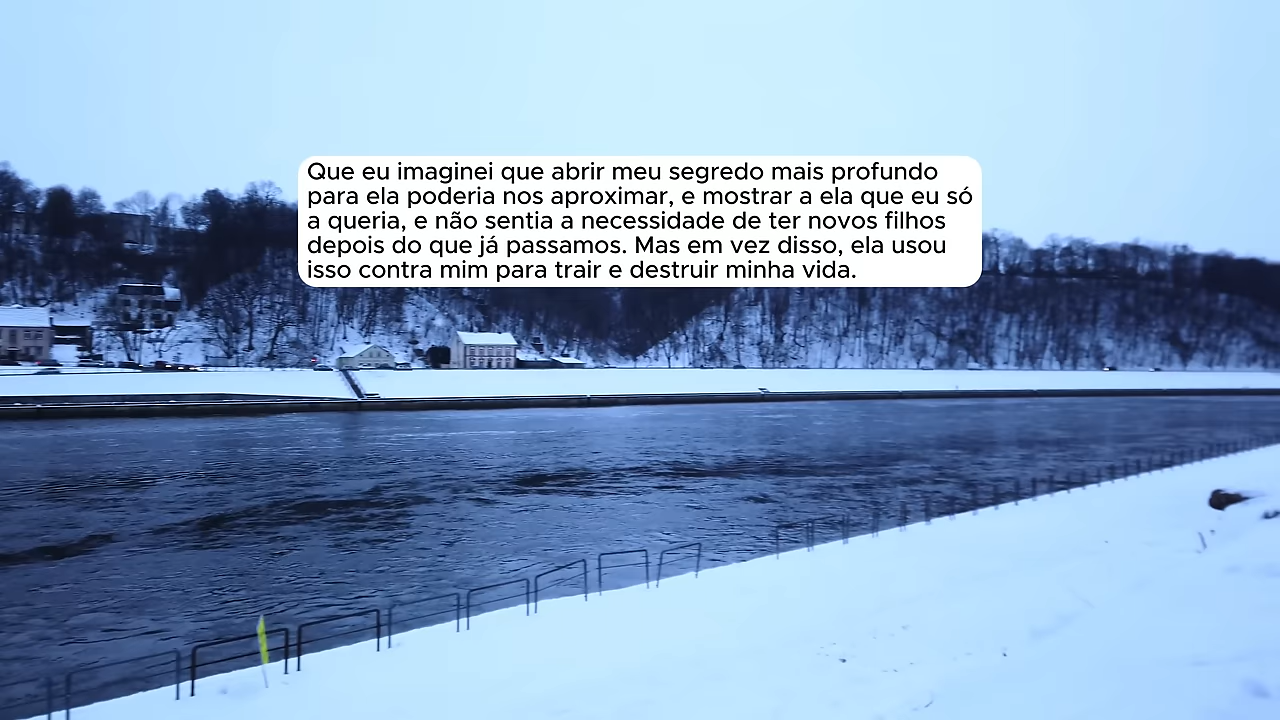 Que eu imaginei que abrir meu segredo mais profundo
para ela poderia nos aproximar, e mostrar a ela que eu só
a queria, e não sentia a necessidade de ter novos filhos
depois do que já passamos. Mas em vez disso, ela usou
isso contra mim para trair e destruir minha vida.